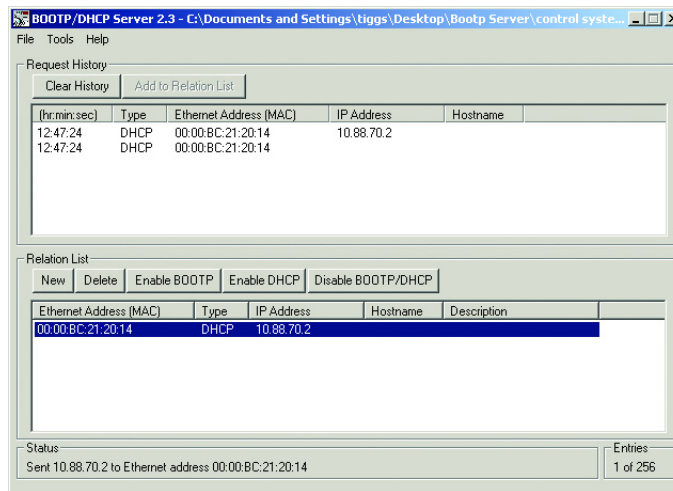 BOOTP/DHCP Server 2.3 - C:\Documents and Settings\tiggs\Desktop\Bootp Server\control syste...
File Tools Help
Request History
Clear History Add to Relation List
(hr:min:sec) Type Ethernet Address (MAC) IP Address Hostname
12:47:24 DHCP 00:00:BC:21:20:14 10.88.70.2
12:47:24 DHCP 00:00:BC:21:20:14
Relation List
New Delete Enable BOOTP Enable DHCP Disable BOOTP/DHCP
Ethernet Address (MAC) Type IP Address Hostname Description
00:00:BC:21:20:14 DHCP 10.88.70.2
Status
Sent 10.88.70.2 to Ethernet address 00:00:BC:21:20:14
Entries
1 of 256